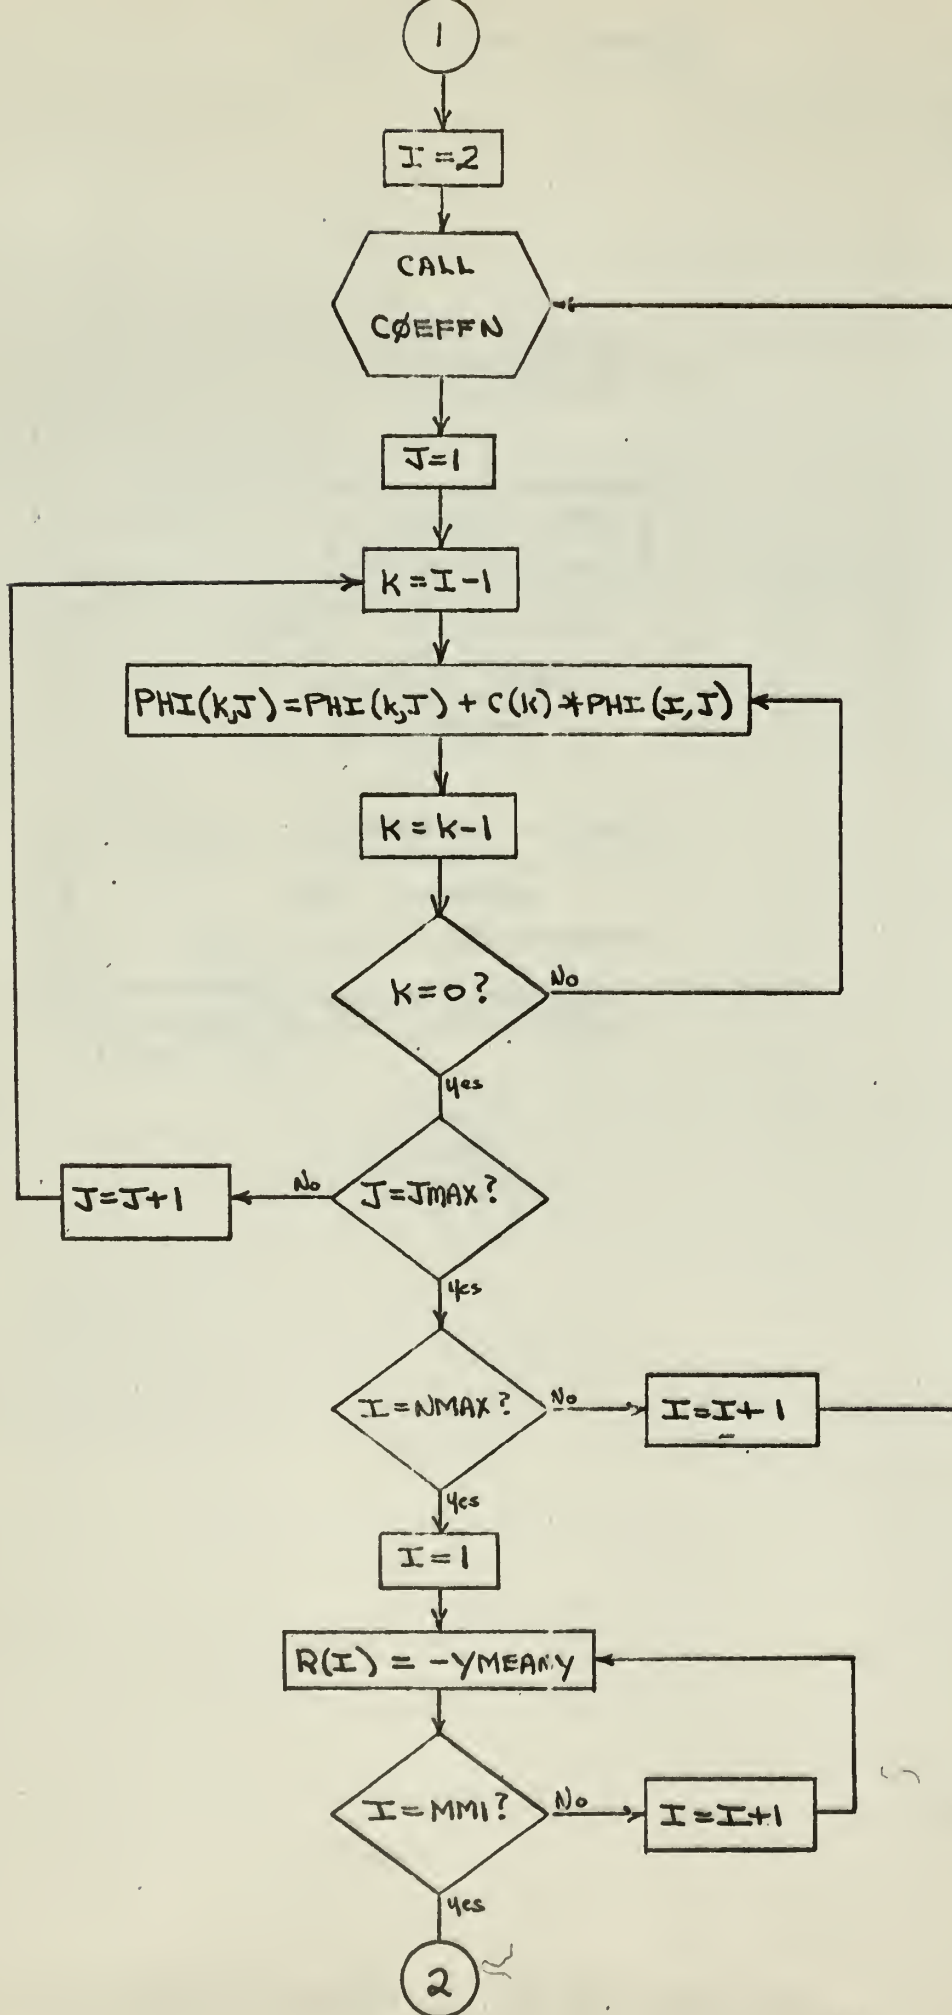 1
I=2
CALL
CØEFFN
J=1
K=I-1
PHI(K,J)=PHI(K,J)+C(K)*PHI(I,J)
K=K-1
K=0?
No
yes
J=J+1
No
J=JMAX?
yes
I=NMAX?
No
I=I+1
yes
I=1
R(I) = -YMEANY
I=MM1?
No
I=I+1
yes
2